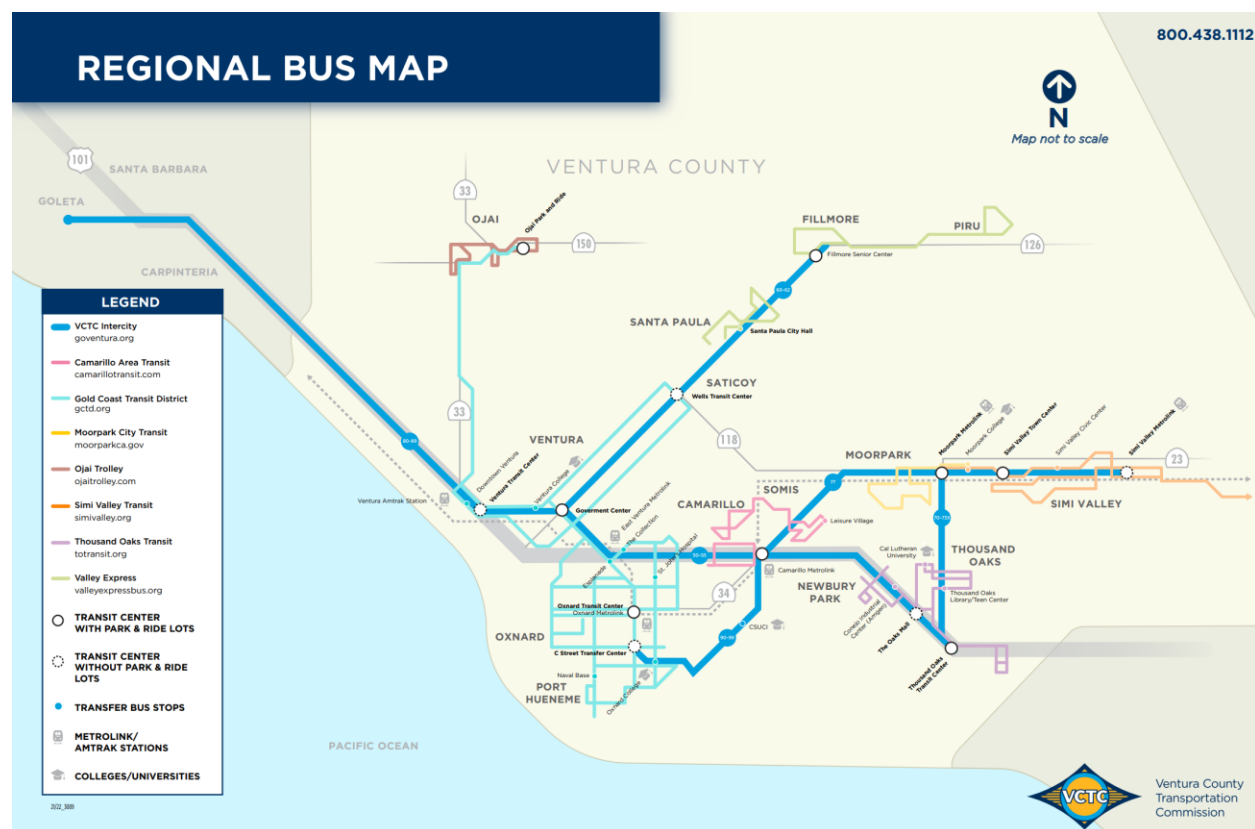 REGIONAL BUS MAP
800.438.1112
N
Map not to scale
VENTURA COUNTY
101
SANTA BARBARA
GOLETA
CARPINTERIA
33
OJAI
Ojai Park and Ride
150
FILLMORE
PIRU
126
Fillmore Senior Center
SANTA PAULA
Santa Paula City Hall
SATICOY
Wells Transit Center
33
118
VENTURA
Downtown Ventura
Ventura Transit Center
Ventura College
Ventura Amtrak Station
Goverment Center
East Ventura Metrolink
The Collection
Esplanade
St. John's Hospital
MOORPARK
Moorpark Metrolink
Moorpark College
Simi Valley Town Center
Simi Valley Civic Center
Simi Valley Metrolink
23
SIMI VALLEY
SOMIS
77
CAMARILLO
Leisure Village
Camarillo Metrolink
34
Cal Lutheran
University
THOUSAND
OAKS
NEWBURY
PARK
Thousand Oaks
Library/Teen Center
Conejo Industrial
Center (Amgen)
The Oaks Mall
Thousand Oaks
Transit Center
CSUCI
Oxnard Transit Center
Oxnard Metrolink
OXNARD
C Street Transfer Center
Naval Base
PORT
HUENEME
Oxnard College
PACIFIC OCEAN
LEGEND
VCTC Intercity
goventura.org
Camarillo Area Transit
camarillotransit.com
Gold Coast Transit District
gctd.org
Moorpark City Transit
moorparkca.gov
Ojai Trolley
ojaitrolley.com
Simi Valley Transit
simivalley.org
Thousand Oaks Transit
totransit.org
Valley Express
valleyexpressbus.org
TRANSIT CENTER
WITH PARK & RIDE LOTS
TRANSIT CENTER
WITHOUT PARK & RIDE
LOTS
TRANSFER BUS STOPS
METROLINK/
AMTRAK STATIONS
COLLEGES/UNIVERSITIES
VCTC
Ventura County
Transportation
Commission